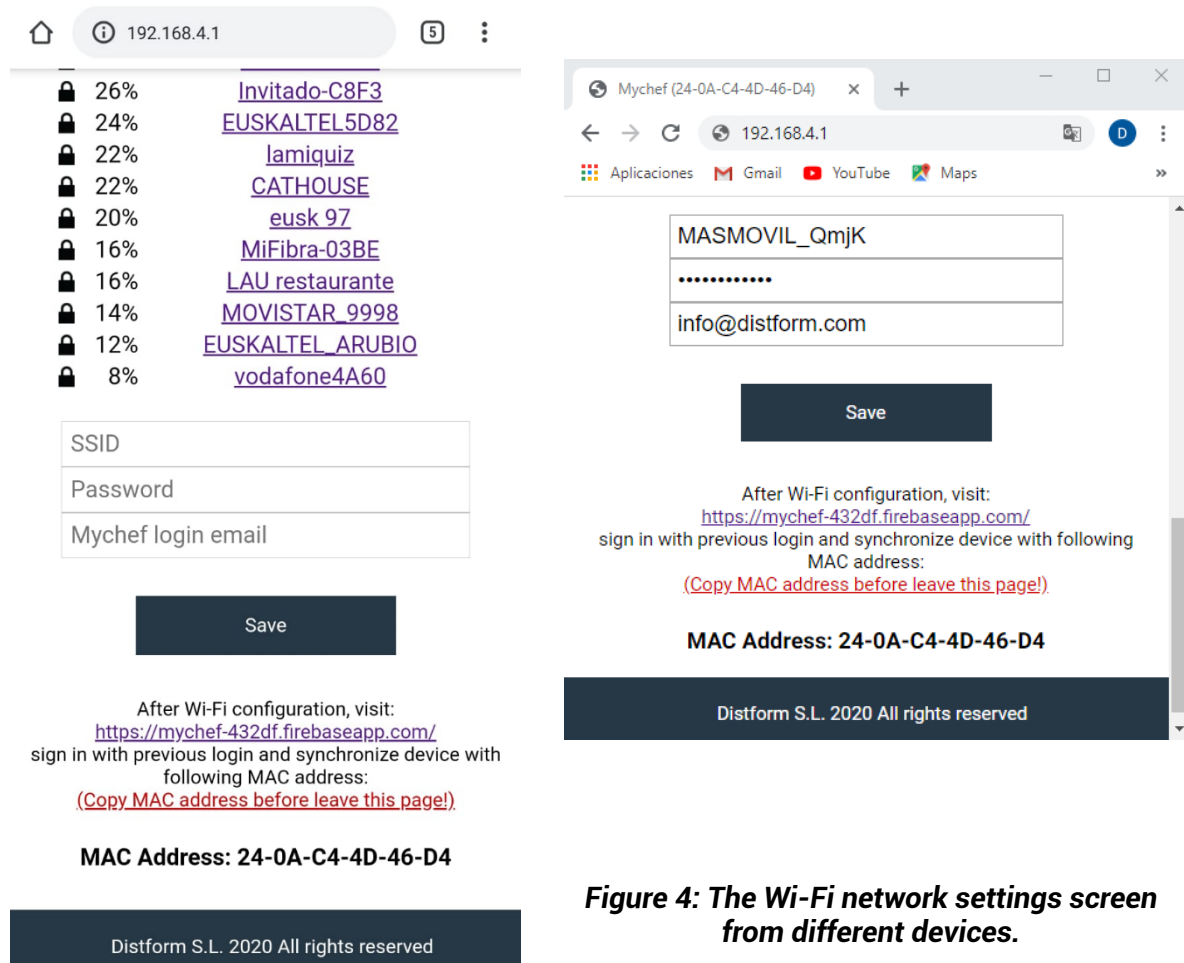 192.168.4.1
5
26% Invitado-C8F3
24% EUSKALTEL5D82
22% lamiquiz
22% CATHOUSE
20% eusk 97
16% MiFibra-03BE
16% LAU restaurante
14% MOVISTAR_9998
12% EUSKALTEL_ARUBIO
8% vodafone4A60
SSID
Password
Mychef login email
Save
After Wi-Fi configuration, visit:
https://mychef-432df.firebaseapp.com/
sign in with previous login and synchronize device with
following MAC address:
(Copy MAC address before leave this page!)
MAC Address: 24-0A-C4-4D-46-D4
Distform S.L. 2020 All rights reserved
Mychef (24-0A-C4-4D-46-D4)
192.168.4.1
D
Aplicaciones Gmail YouTube Maps »
MASMOVIL_QmjK
••••••••••••
info@distform.com
Save
After Wi-Fi configuration, visit:
https://mychef-432df.firebaseapp.com/
sign in with previous login and synchronize device with following
MAC address:
(Copy MAC address before leave this page!)
MAC Address: 24-0A-C4-4D-46-D4
Distform S.L. 2020 All rights reserved
Figure 4: The Wi-Fi network settings screen
from different devices.